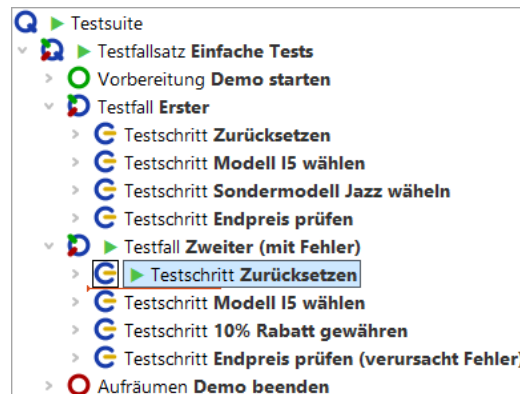 Testsuite
Testfallsatz Einfache Tests
Vorbereitung Demo starten
Testfall Erster
Testschritt Zurücksetzen
Testschritt Modell I5 wählen
Testschritt Sondermodell Jazz wäheln
Testschritt Endpreis prüfen
Testfall Zweiter (mit Fehler)
Testschritt Zurücksetzen
Testschritt Modell I5 wählen
Testschritt 10% Rabatt gewähren
Testschritt Endpreis prüfen (verursacht Fehler)
Aufräumen Demo beenden